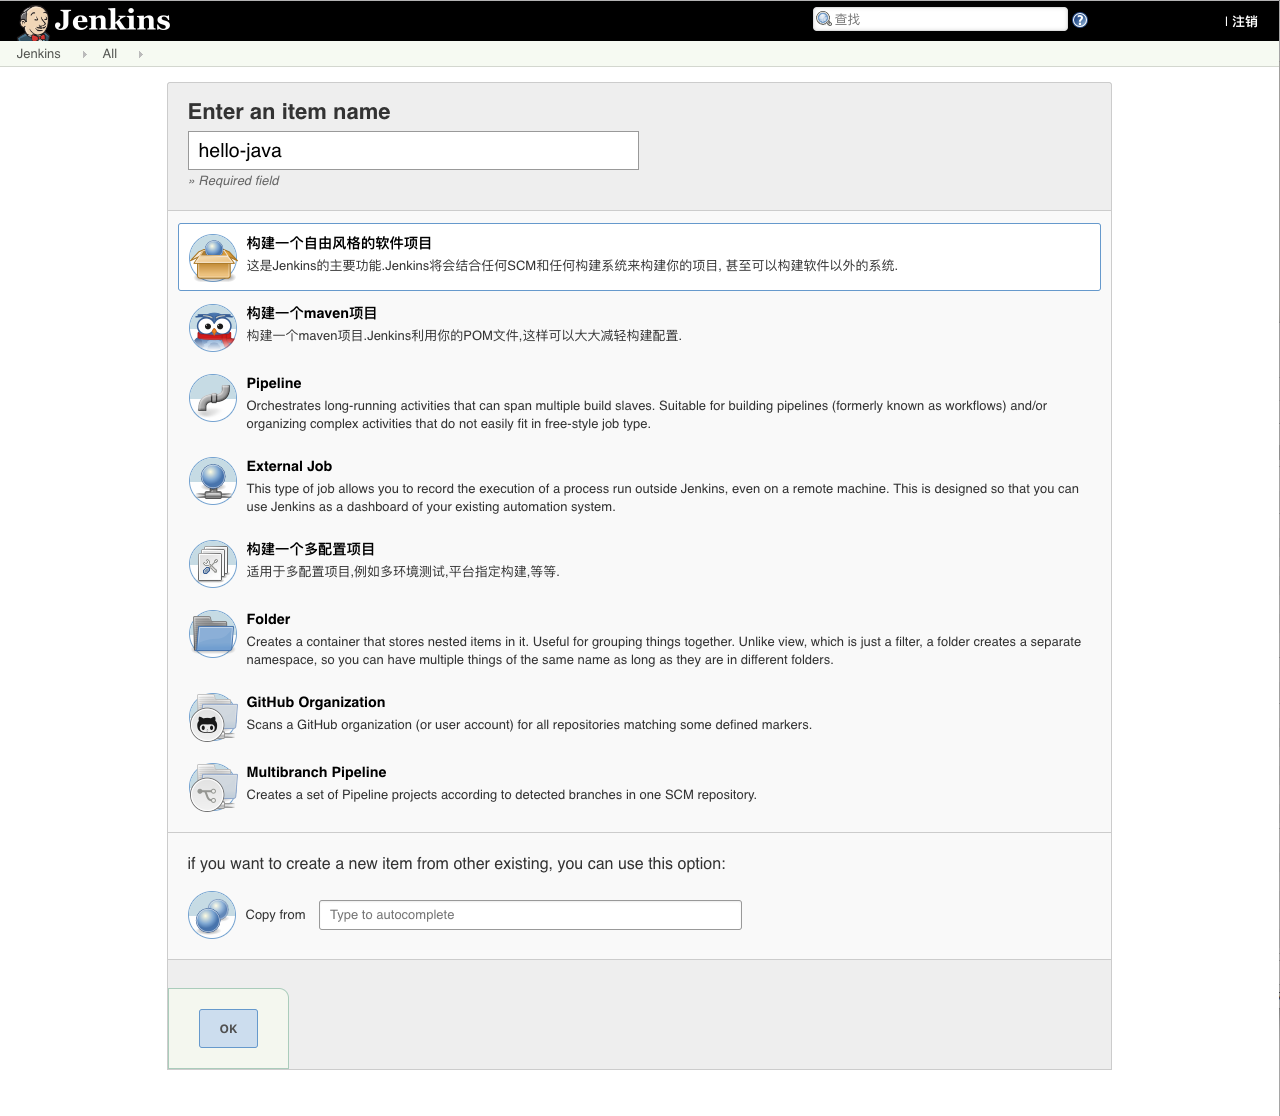 Jenkins
查找
| 注销
Jenkins
All
Enter an item name
hello-java
» Required field
构建一个自由风格的软件项目
这是Jenkins的主要功能.Jenkins将会结合任何SCM和任何构建系统来构建你的项目, 甚至可以构建软件以外的系统.
构建一个maven项目
构建一个maven项目.Jenkins利用你的POM文件,这样可以大大减轻构建配置.
Pipeline
Orchestrates long-running activities that can span multiple build slaves. Suitable for building pipelines (formerly known as workflows) and/or
organizing complex activities that do not easily fit in free-style job type.
External Job
This type of job allows you to record the execution of a process run outside Jenkins, even on a remote machine. This is designed so that you can
use Jenkins as a dashboard of your existing automation system.
构建一个多配置项目
适用于多配置项目,例如多环境测试,平台指定构建,等等.
Folder
Creates a container that stores nested items in it. Useful for grouping things together. Unlike view, which is just a filter, a folder creates a separate
namespace, so you can have multiple things of the same name as long as they are in different folders.
GitHub Organization
Scans a GitHub organization (or user account) for all repositories matching some defined markers.
Multibranch Pipeline
Creates a set of Pipeline projects according to detected branches in one SCM repository.
if you want to create a new item from other existing, you can use this option:
Copy from
Type to autocomplete
OK